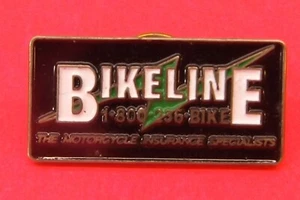 BIKELINE
1-800-256-BIKE
THE MOTORCYCLE INSURANCE SPECIALISTS